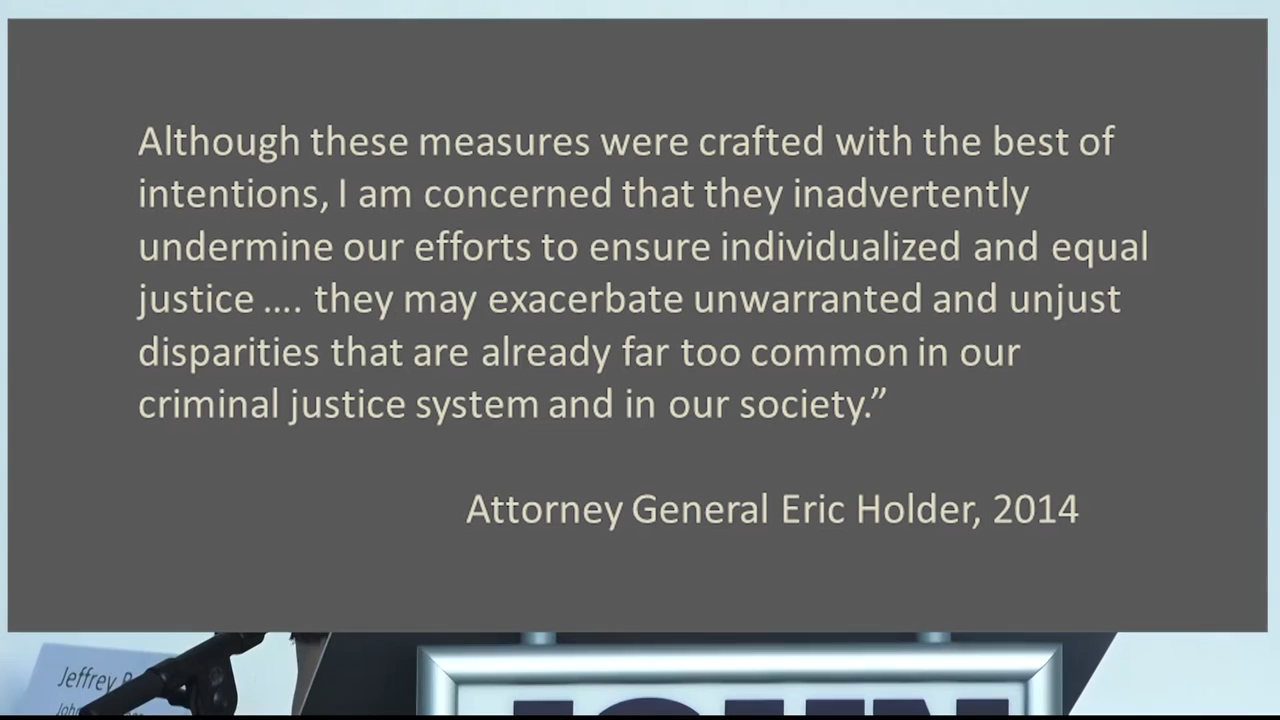 Although these measures were crafted with the best of
intentions, I am concerned that they inadvertently
undermine our efforts to ensure individualized and equal
justice .... they may exacerbate unwarranted and unjust
disparities that are already far too common in our
criminal justice system and in our society.”
Attorney General Eric Holder, 2014
Jeffrey